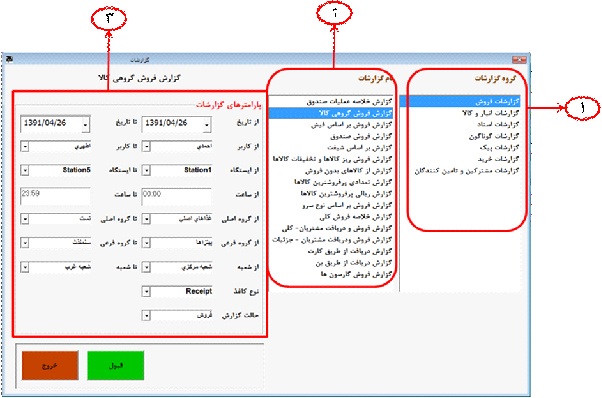 ۳
۲
گزارشات
گروه گزارشات
نام گزارشات
گزارش فروش گروهی کالا
۱
گزارشات فروش
گزارشات انبار و کالا
گزارشات اسناد
گزارشات گوناگون
گزارشات پیک
گزارشات خرید
گزارشات مشترکین و تامین کنندگان
گزارش خلاصه عملیات صندوق
گزارش فروش گروهی کالا
گزارش فروش بر اساس فیش
گزارش فروش صندوق
گزارش بر اساس شیفت
گزارش فروش ریز کالاها و تخفیفات کالاها
گزارش از کالاهای بدون فروش
گزارش تعدادی پرفروشترین کالاها
گزارش ریالی پرفروشترین کالاها
گزارش فروش بر اساس نوع سرو
گزارش خلاصه فروش کلی
گزارش فروش و دریافت مشتریان- کلی
گزارش فروش ودریافت مشتریان - جزئیات
گزارش دریافت از طریق کارت
گزارش دریافت از طریق بن
گزارش فروش گارسون ها
پارامترهای گزارشات
از تاریخ 1391/04/26 تا تاریخ 1391/04/26
از کاربر احمدی تا کاربر اظهری
از ایستگاه Station1 تا ایستگاه Station5
از ساعت 00:00 تا ساعت 23:59
از گروه اصلی غذاهای اصلی تا گروه اصلی تست
از گروه فرعی پیتزاها تا گروه فرعی
از شعبه شعبه مرکزی تا شعبه شعبه غرب
نوع کاغذ Receipt
حالت گزارش فروش
قبول
خروج